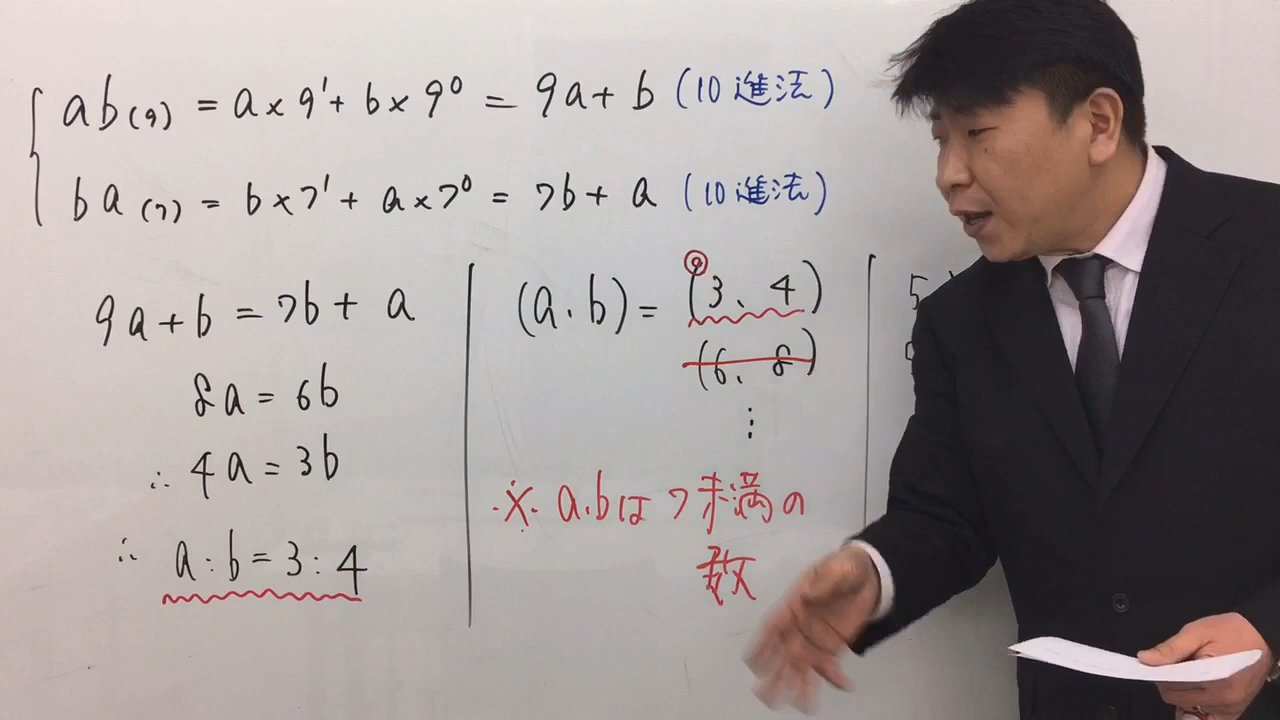 ab(9) = a×9¹+ b×9⁰ = 9a+b (10進法)
ba(7) = b×7¹ + a×7⁰ = 7b+a (10進法)
9a+b = 7b+a
8a = 6b
∴ 4a = 3b
∴ a:b=3:4
(a.b)= (3、4)
(6、8)
⋮
※ a.bは7未満の
数
5